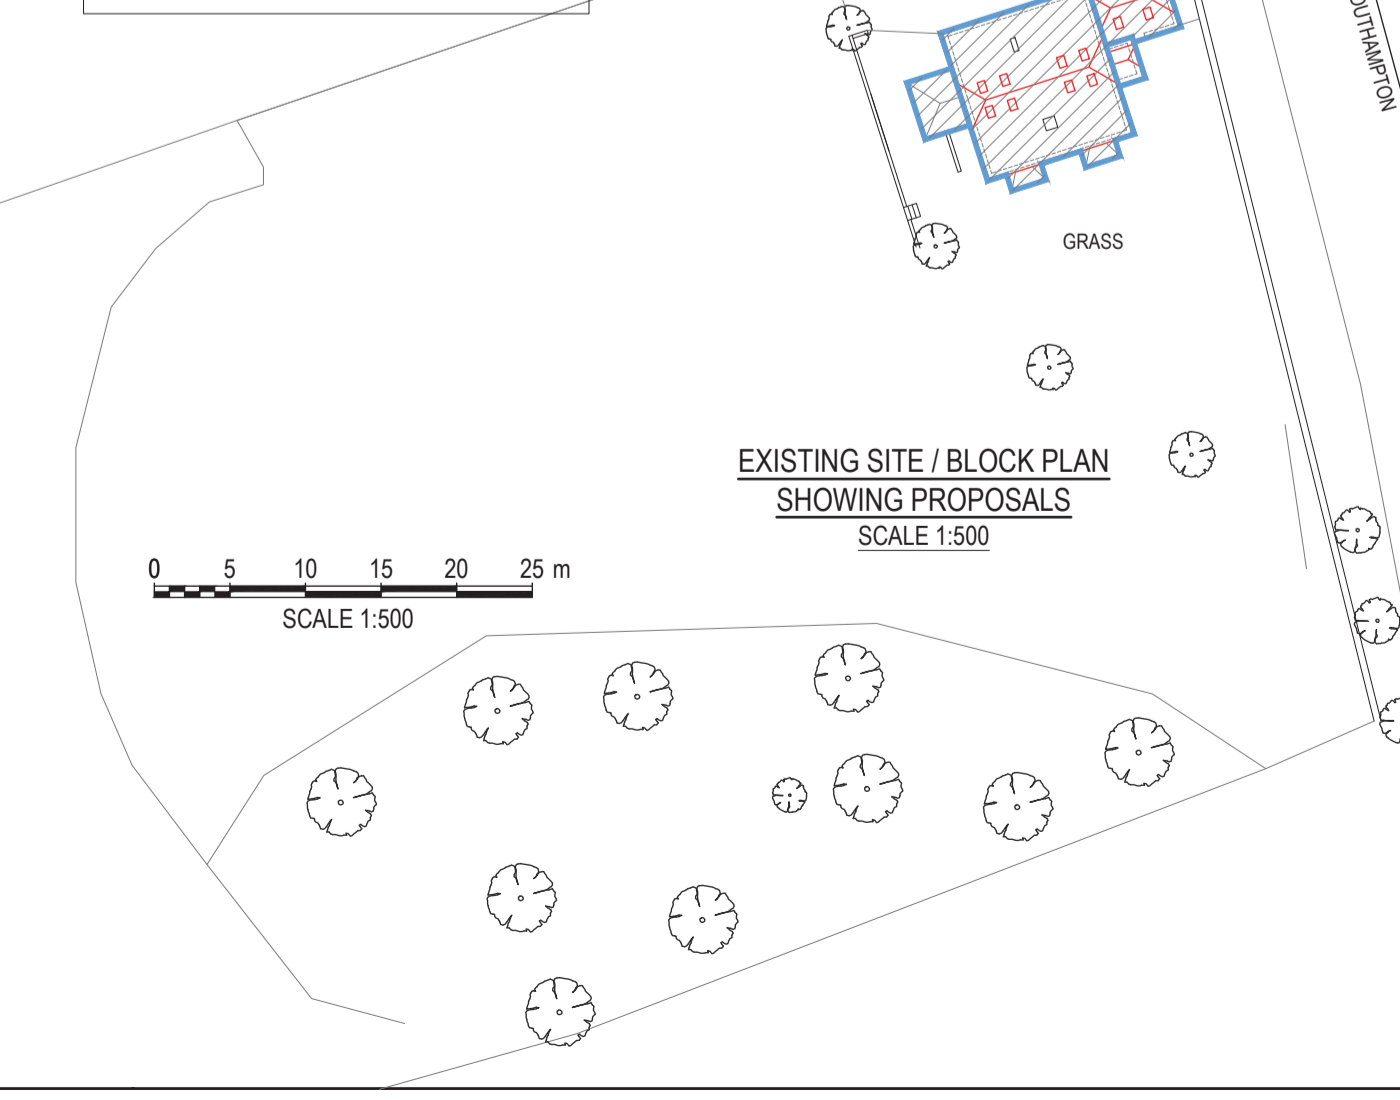 OUTHAMPTON
GRASS
EXISTING SITE / BLOCK PLAN
SHOWING PROPOSALS
SCALE 1:500
0 5 10 15 20 25 m
SCALE 1:500